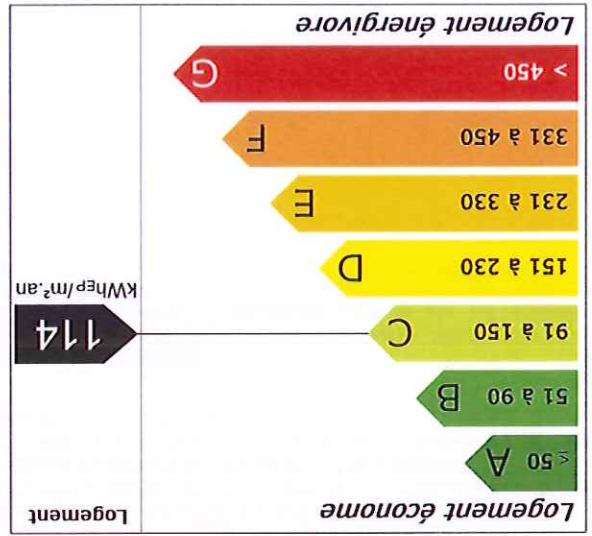 Logement économe
Logement
≤ 50 A
51 à 90 B
91 à 150 C
114
kWhEP/m².an
151 à 230 D
231 à 330 E
331 à 450 F
> 450 G
Logement énergivore